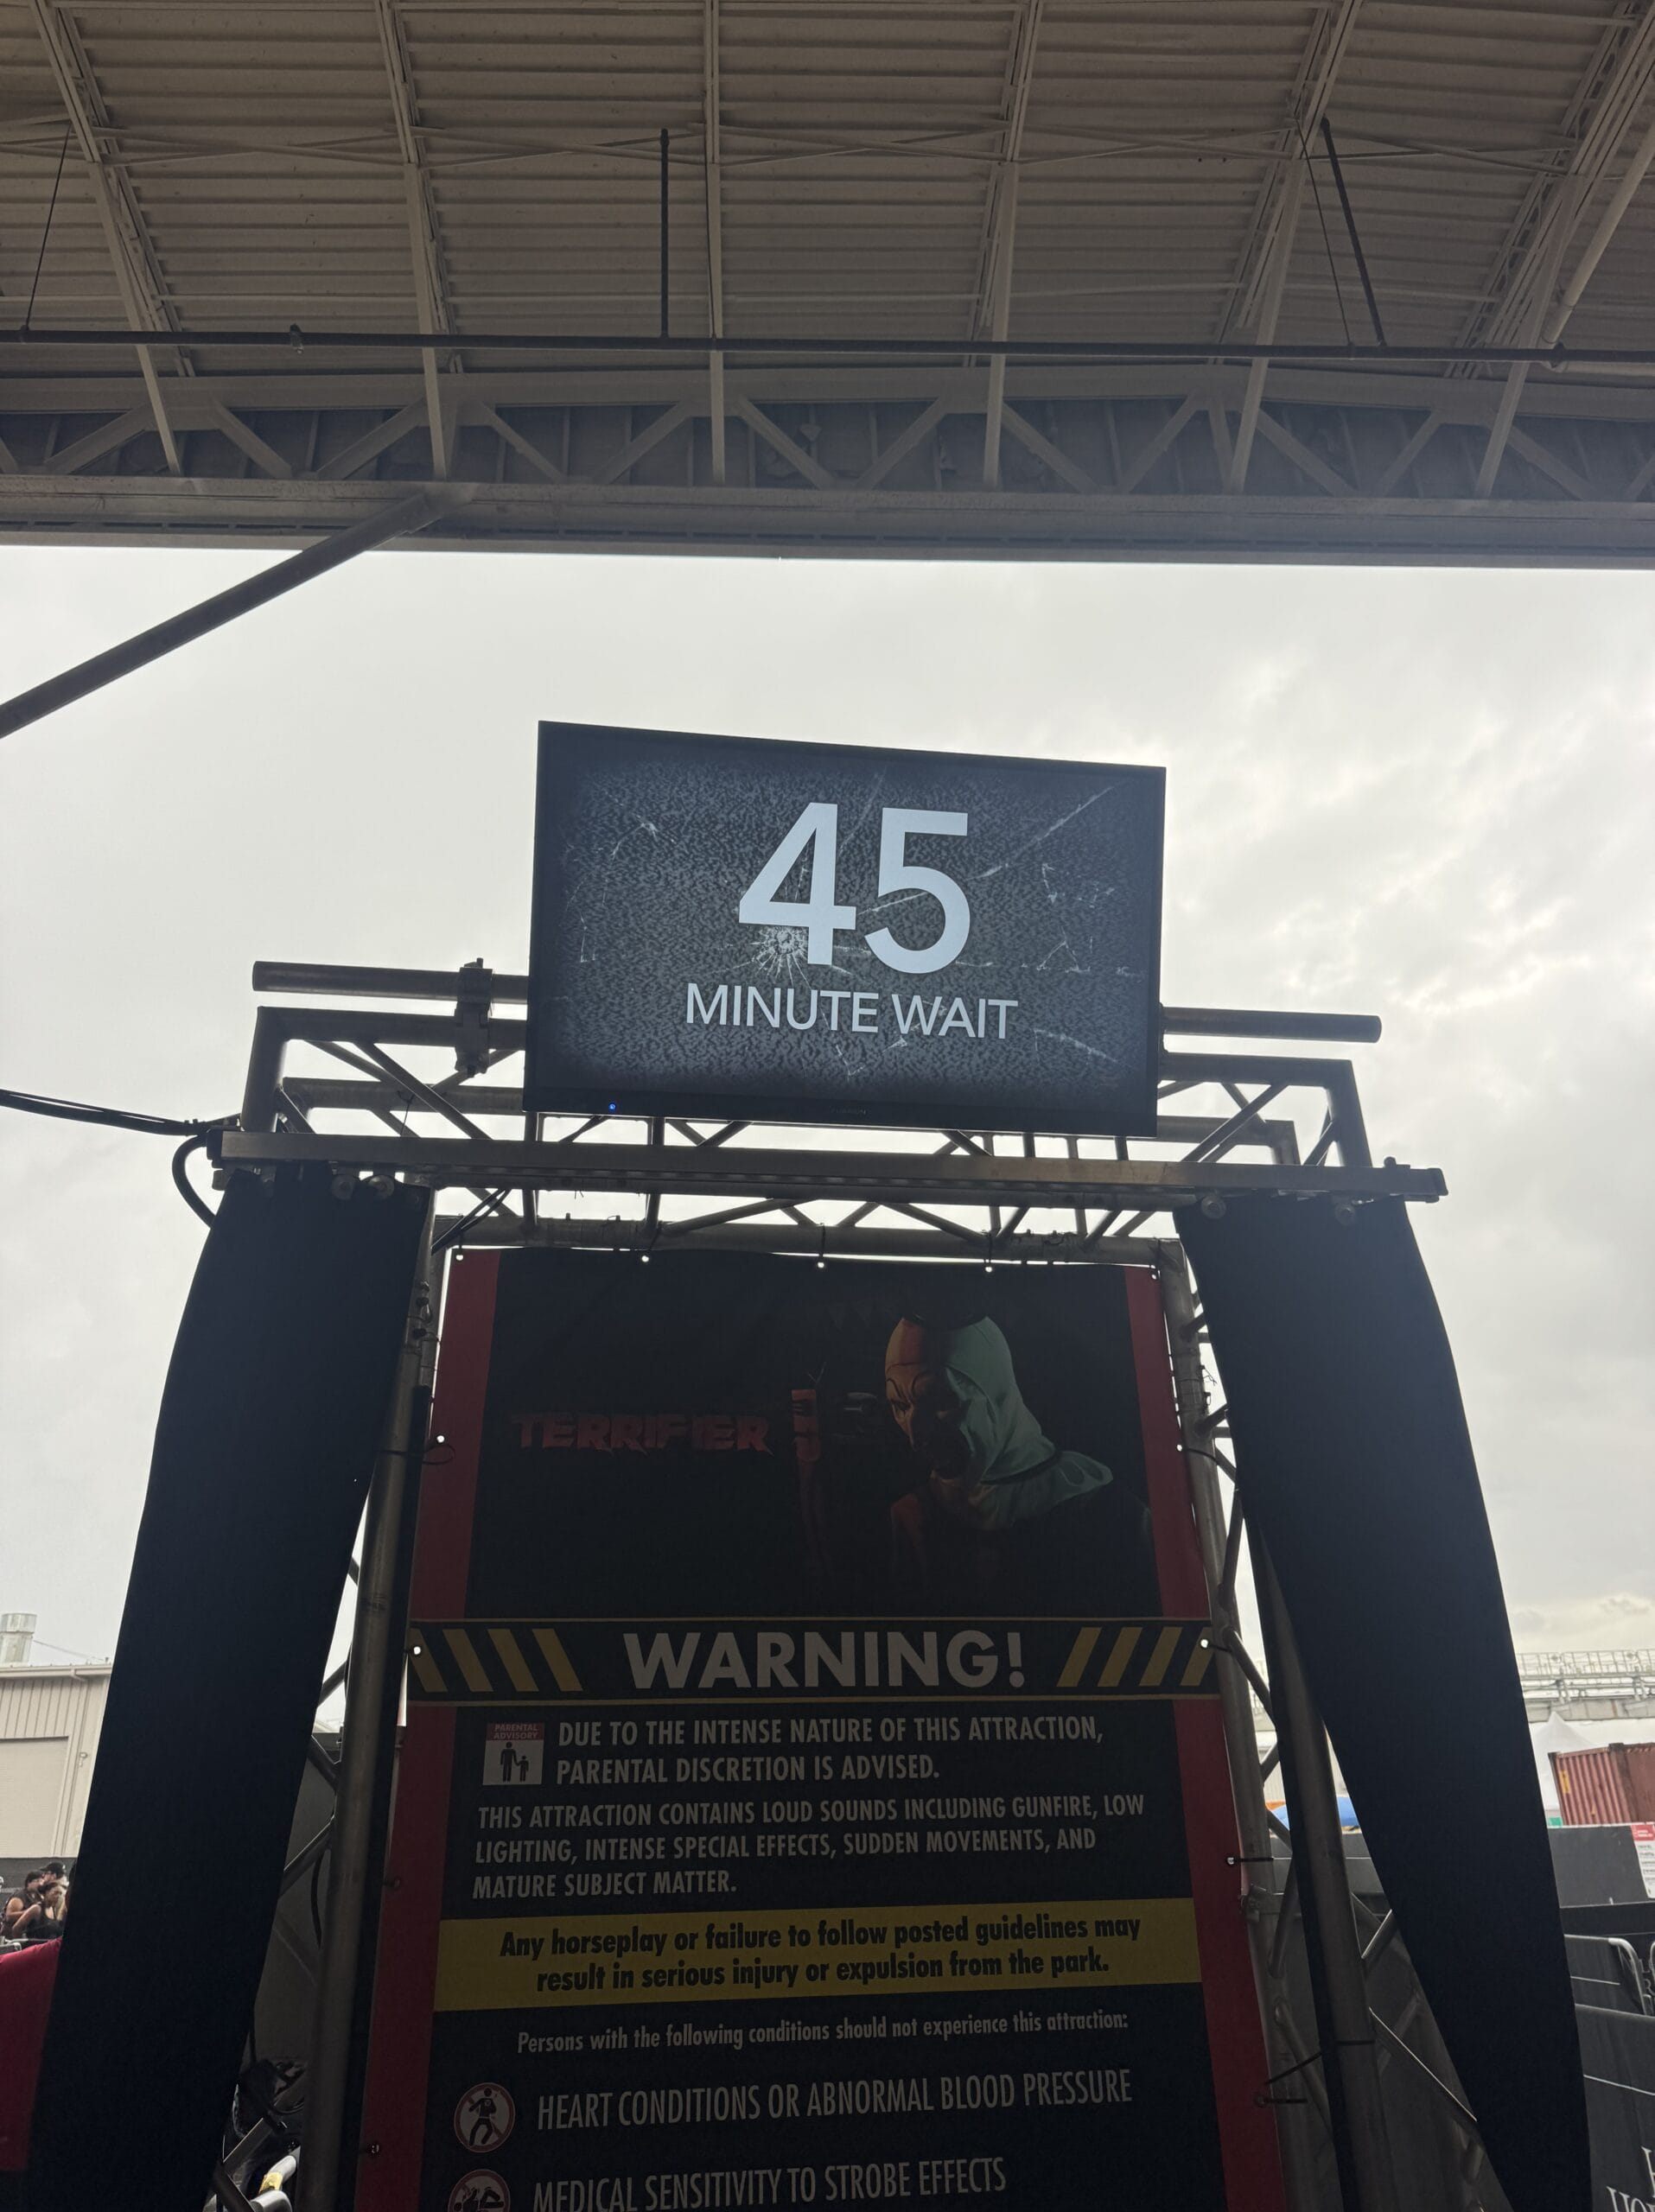 45
MINUTE WAIT
TERRIFIER
WARNING!
PARENTAL
ADVISORY
DUE TO THE INTENSE NATURE OF THIS ATTRACTION,
PARENTAL DISCRETION IS ADVISED.
THIS ATTRACTION CONTAINS LOUD SOUNDS INCLUDING GUNFIRE, LOW
LIGHTING, INTENSE SPECIAL EFFECTS, SUDDEN MOVEMENTS, AND
MATURE SUBJECT MATTER.
Any horseplay or failure to follow posted guidelines may
result in serious injury or expulsion from the park.
Persons with the following conditions should not experience this attraction:
HEART CONDITIONS OR ABNORMAL BLOOD PRESSURE
MEDICAL SENSITIVITY TO STROBE EFFECTS